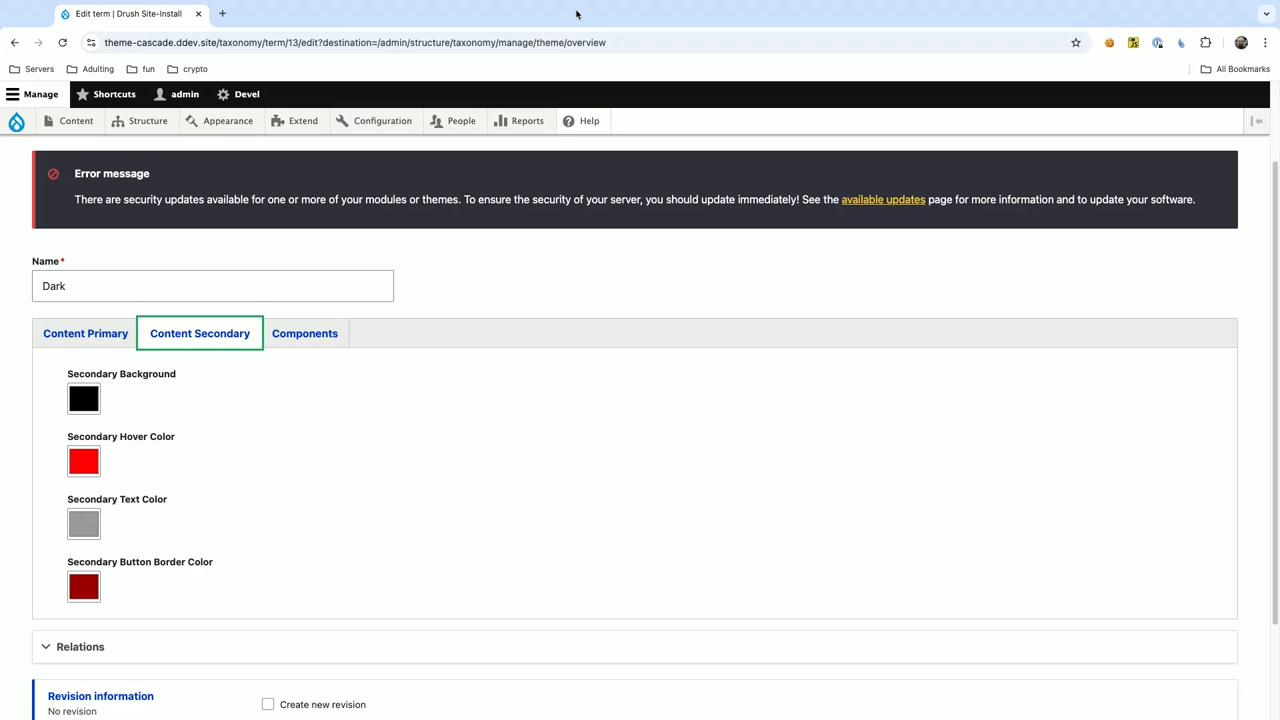 Edit term | Drush Site-Install
theme-cascade.ddev.site/taxonomy/term/13/edit?destination=/admin/structure/taxonomy/manage/theme/overview
Servers Adulting fun crypto All Bookmarks
Manage Shortcuts admin Devel
Content Structure Appearance Extend Configuration People Reports Help
Error message
There are security updates available for one or more of your modules or themes. To ensure the security of your server, you should update immediately! See the available updates page for more information and to update your software.
Name*
Dark
Content Primary Content Secondary Components
Secondary Background
Secondary Hover Color
Secondary Text Color
Secondary Button Border Color
Relations
Revision information
No revision
Create new revision